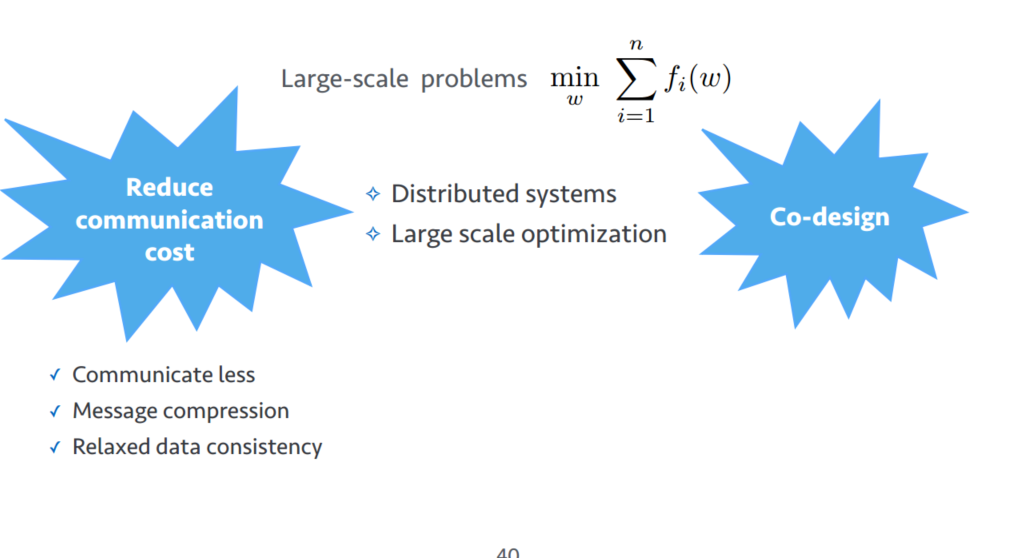 Large-scale problems min_w \sum_{i=1}^{n} f_i(w)
Reduce
communication
cost
✧ Distributed systems
✧ Large scale optimization
Co-design
✓ Communicate less
✓ Message compression
✓ Relaxed data consistency
40